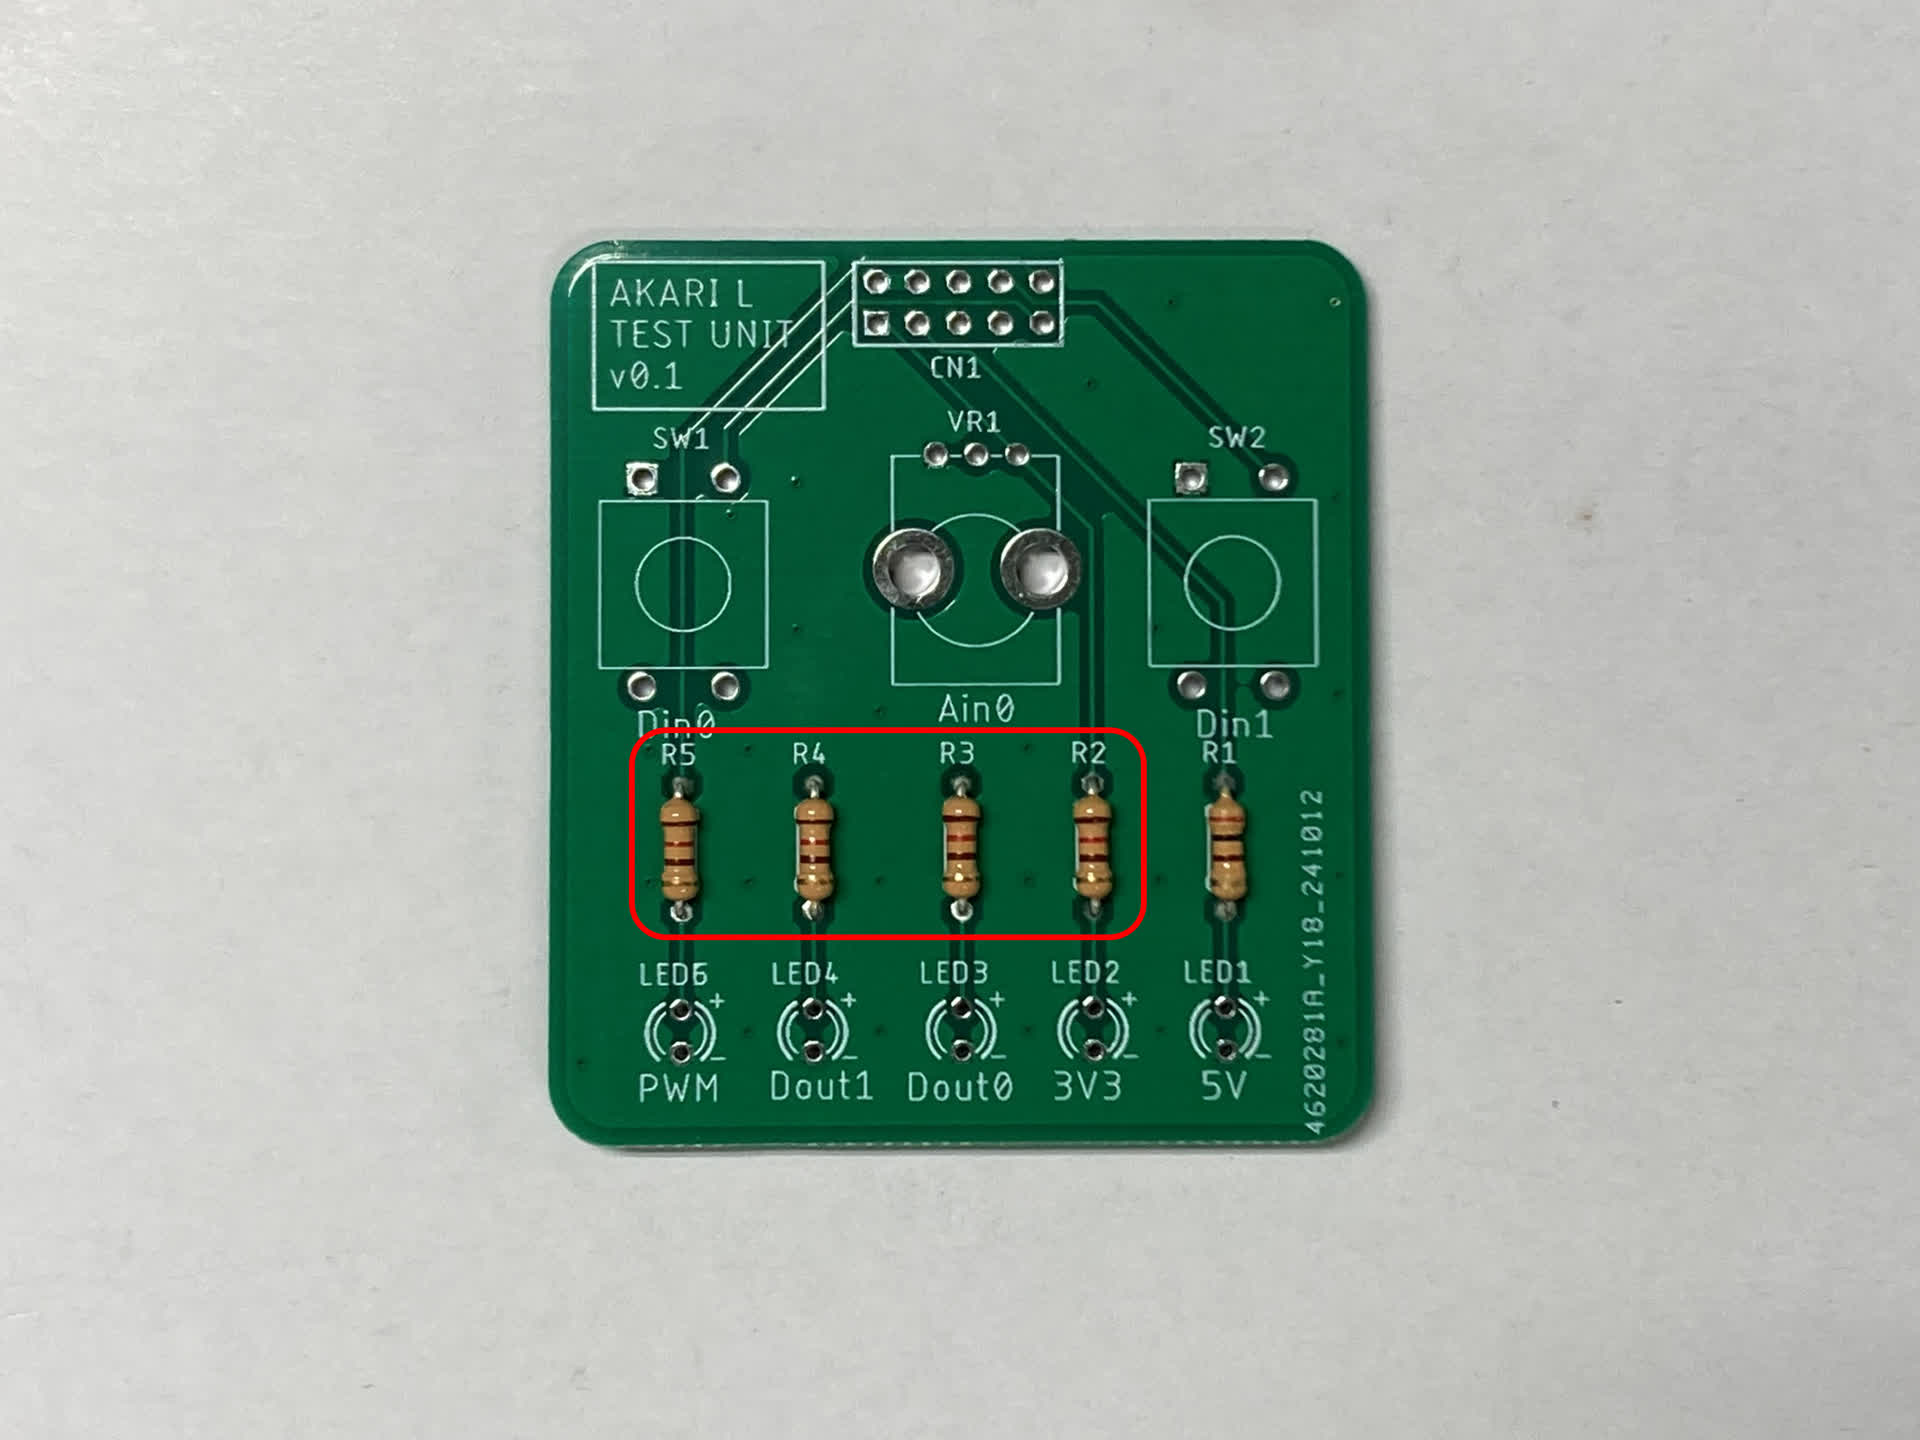 AKARI L
TEST UNIT
v0.1
CN1
VR1
SW1
SW2
Ain0
Din0
Din1
R5
R4
R3
R2
R1
4620281A_Y18_241012
LED5
LED4
LED3
LED2
LED1
+
+
+
+
+
-
-
-
-
-
PWM
Dout1
Dout0
3V3
5V